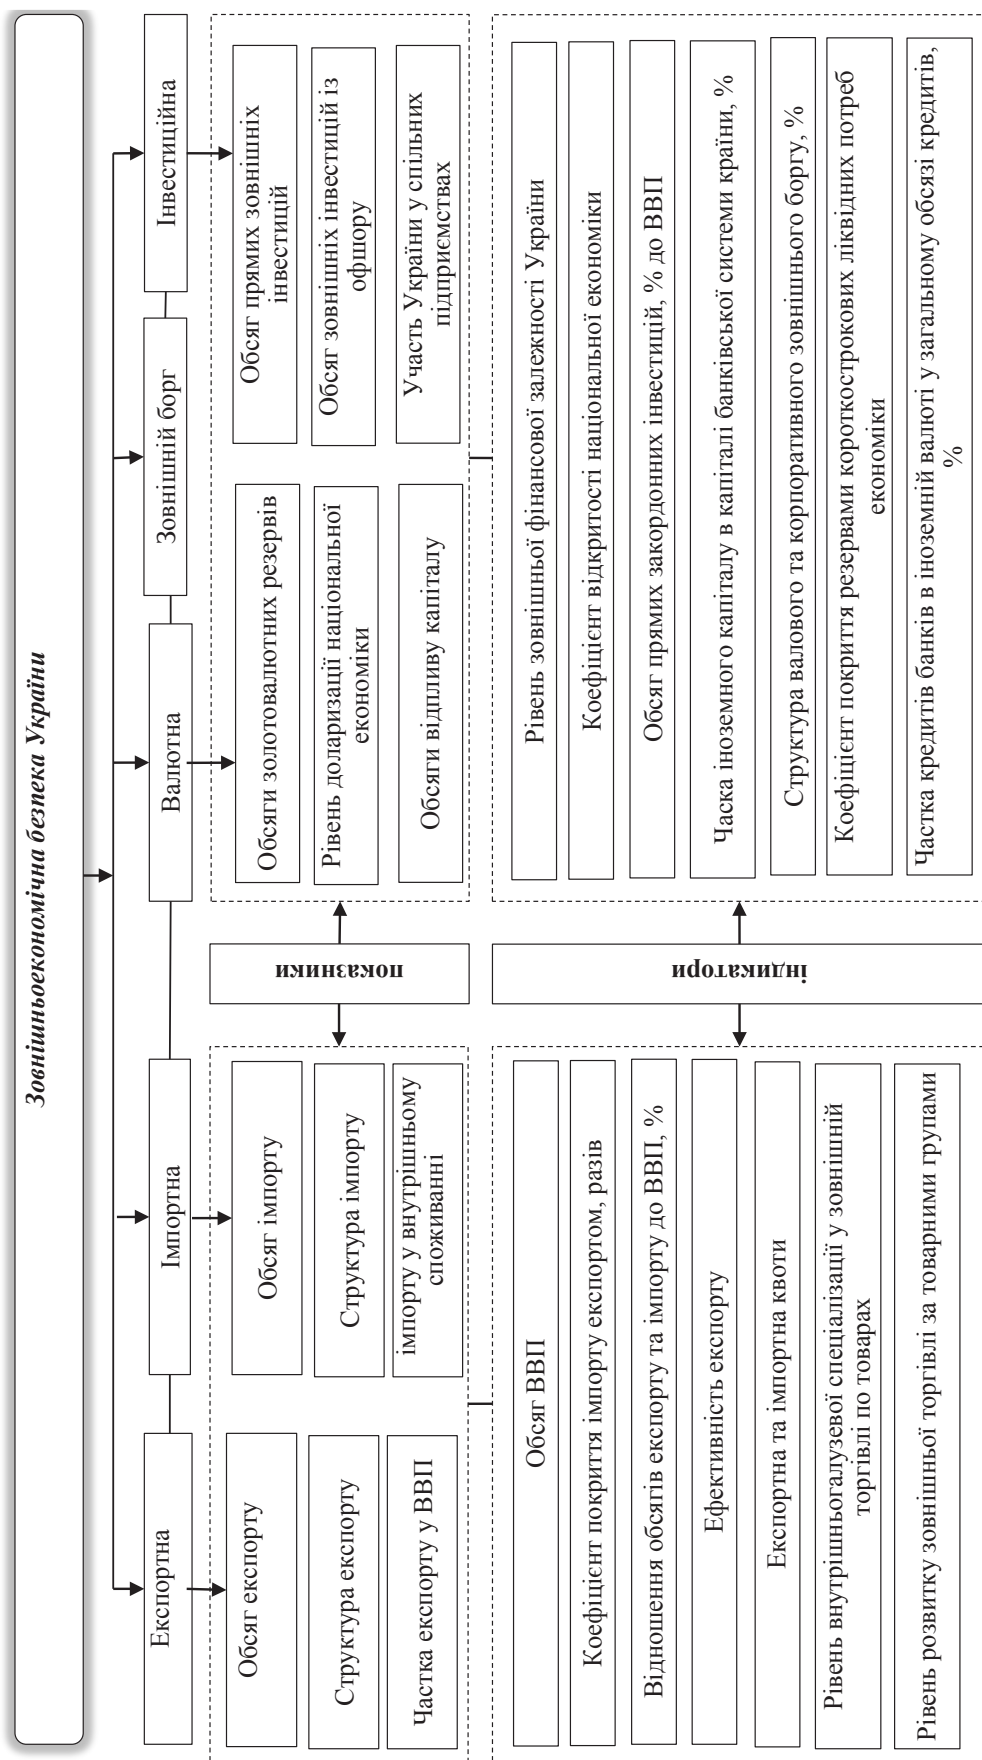 Зовнішньоекономічна безпека України
Експортна
Імпортна
Валютна
Зовнішній борг
Інвестиційна
Обсяг експорту
Структура експорту
Частка експорту у ВВП
Обсяг імпорту
Структура імпорту
імпорту у внутрішньому
споживанні
показники
Обсяги золотовалютних резервів
Рівень доларизації національної
економіки
Обсяги відпливу капіталу
Обсяг прямих зовнішніх
інвестицій
Обсяг зовнішніх інвестицій із
офшору
Участь України у спільних
підприємствах
Обсяг ВВП
Коефіцієнт покриття імпорту експортом, разів
Відношення обсягів експорту та імпорту до ВВП, %
Ефективність експорту
Експортна та імпортна квоти
Рівень внутрішньогалузевої спеціалізації у зовнішній
торгівлі по товарах
Рівень розвитку зовнішньої торгівлі за товарними групами
індикатори
Рівень зовнішньої фінансової залежності України
Коефіцієнт відкритості національної економіки
Обсяг прямих закордонних інвестицій, % до ВВП
Часка іноземного капіталу в капіталі банківської системи країни, %
Структура валового та корпоративного зовнішнього боргу, %
Коефіцієнт покриття резервами короткострокових ліквідних потреб
економіки
Частка кредитів банків в іноземній валюті у загальному обсязі кредитів,
%